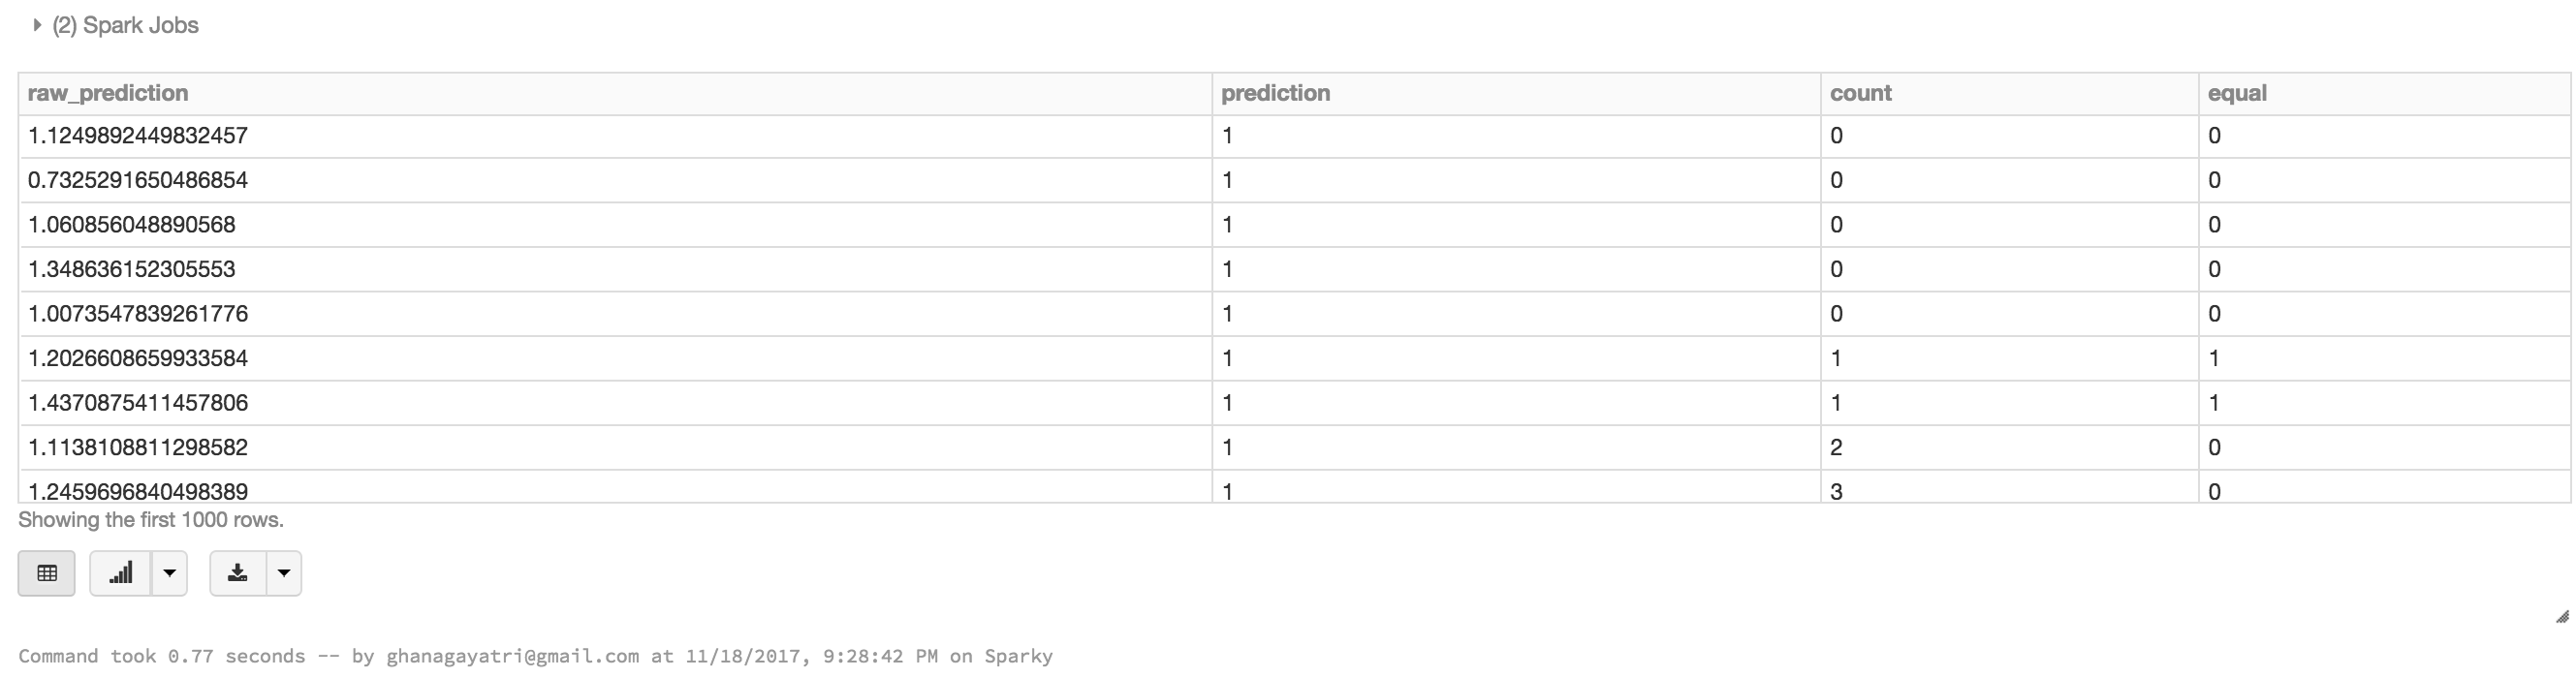 (2) Spark Jobs
raw_prediction prediction count equal
1.1249892449832457 1 0 0
0.7325291650486854 1 0 0
1.060856048890568 1 0 0
1.348636152305553 1 0 0
1.0073547839261776 1 0 0
1.2026608659933584 1 1 1
1.4370875411457806 1 1 1
1.1138108811298582 1 2 0
1.2459696840498389 1 3 0
Showing the first 1000 rows.
Command took 0.77 seconds -- by ghanagayatri@gmail.com at 11/18/2017, 9:28:42 PM on Sparky